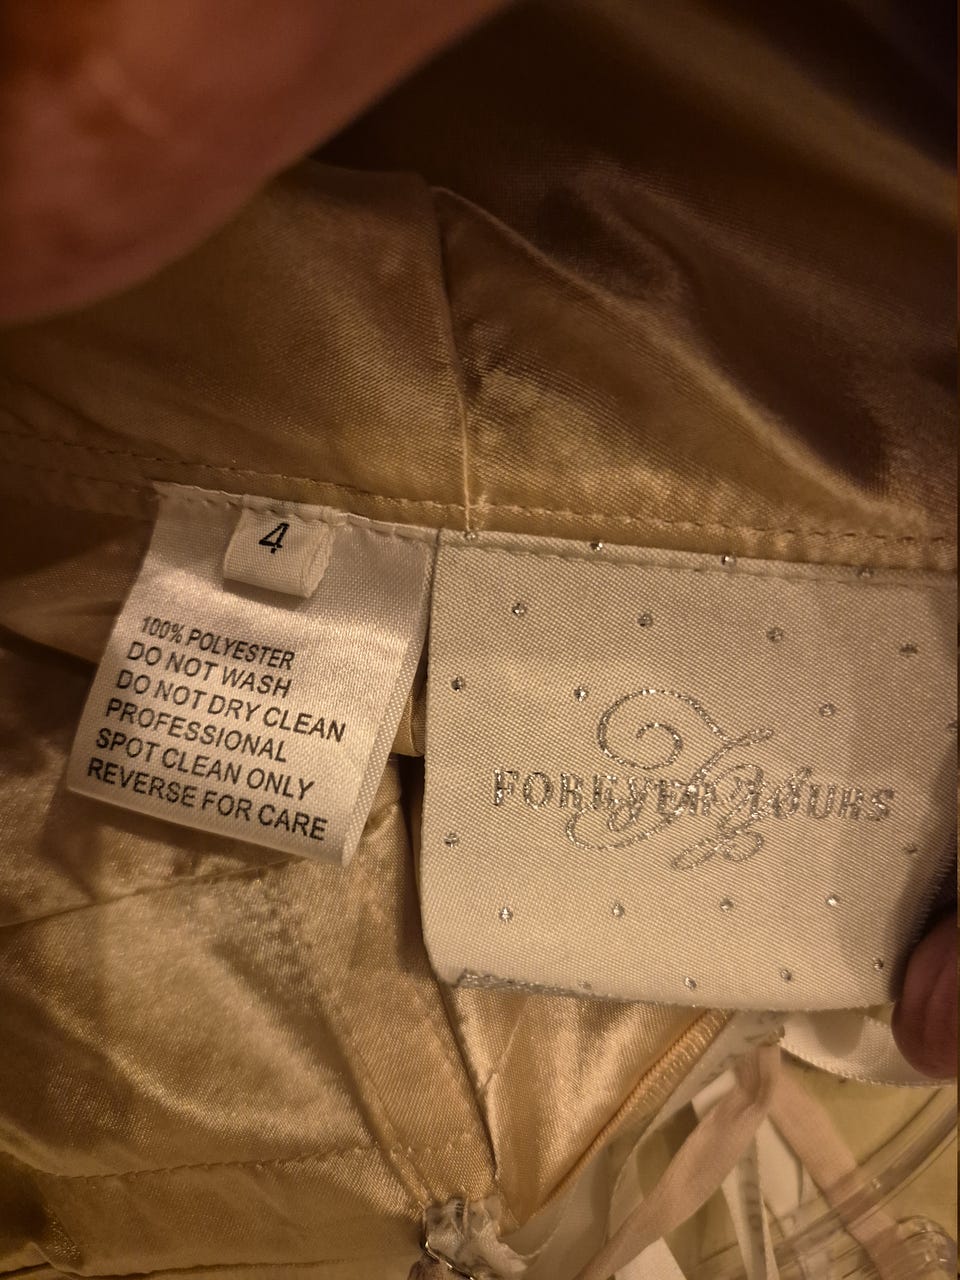 4
100% POLYESTER
DO NOT WASH
DO NOT DRY CLEAN
PROFESSIONAL
SPOT CLEAN ONLY
REVERSE FOR CARE
FOREVER YOURS